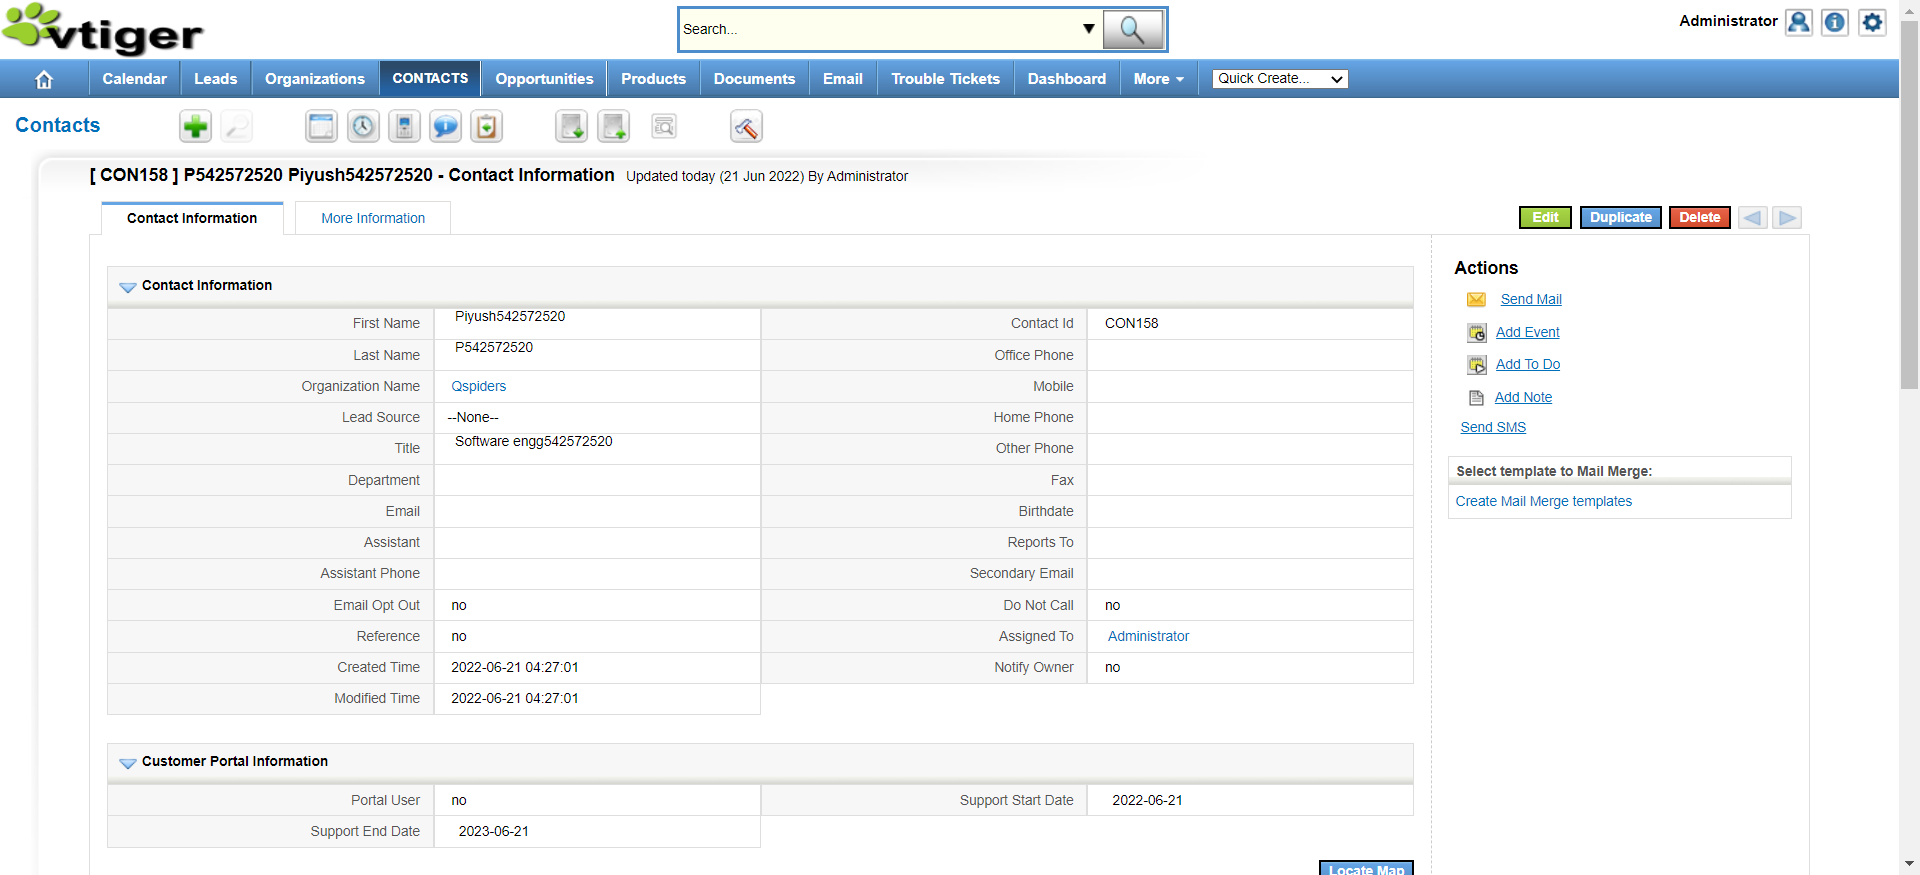 vtiger
Search...
Administrator
Calendar Leads Organizations CONTACTS Opportunities Products Documents Email Trouble Tickets Dashboard More Quick Create...
Contacts
[ CON158 ] P542572520 Piyush542572520 - Contact Information Updated today (21 Jun 2022) By Administrator
Contact Information More Information
Edit Duplicate Delete
Contact Information
First Name Piyush542572520 Contact Id CON158
Last Name P542572520 Office Phone
Organization Name Qspiders Mobile
Lead Source --None-- Home Phone
Title Software engg542572520 Other Phone
Department Fax
Email Birthdate
Assistant Reports To
Assistant Phone Secondary Email
Email Opt Out no Do Not Call no
Reference no Assigned To Administrator
Created Time 2022-06-21 04:27:01 Notify Owner no
Modified Time 2022-06-21 04:27:01
Customer Portal Information
Portal User no Support Start Date 2022-06-21
Support End Date 2023-06-21
Locate Map
Actions
Send Mail
Add Event
Add To Do
Add Note
Send SMS
Select template to Mail Merge:
Create Mail Merge templates